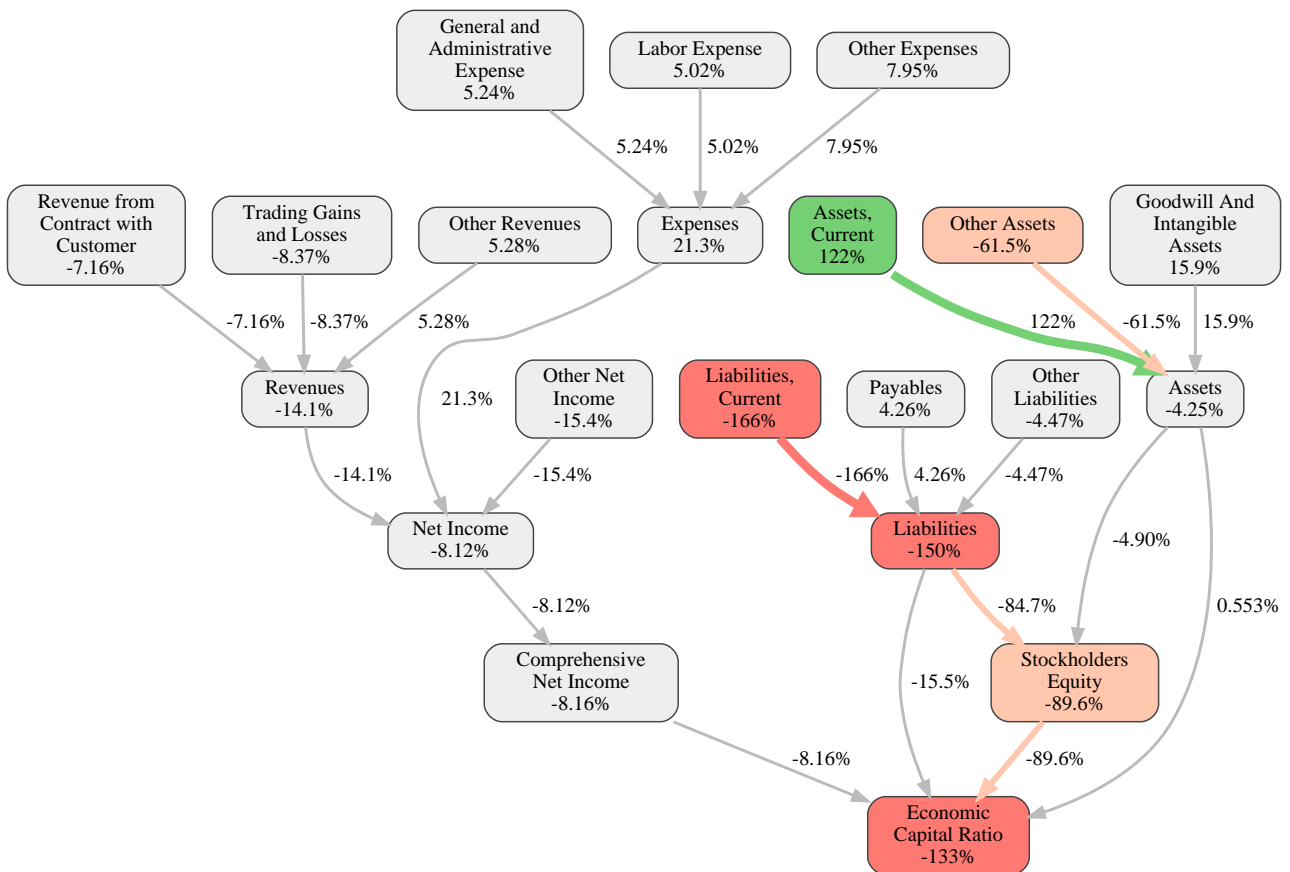 General and
Administrative
Expense
5.24%
Labor Expense
5.02%
Other Expenses
7.95%
5.24%
5.02%
7.95%
Revenue from
Contract with
Customer
-7.16%
Trading Gains
and Losses
-8.37%
Other Revenues
5.28%
Expenses
21.3%
Assets,
Current
122%
Other Assets
-61.5%
Goodwill And
Intangible
Assets
15.9%
-7.16%
-8.37%
5.28%
122%
-61.5%
15.9%
Revenues
-14.1%
21.3%
Other Net
Income
-15.4%
Liabilities,
Current
-166%
Payables
4.26%
Other
Liabilities
-4.47%
Assets
-4.25%
-14.1%
-15.4%
-166%
4.26%
-4.47%
Net Income
-8.12%
Liabilities
-150%
-4.90%
-8.12%
-84.7%
0.553%
Comprehensive
Net Income
-8.16%
-15.5%
Stockholders
Equity
-89.6%
-8.16%
-89.6%
Economic
Capital Ratio
-133%